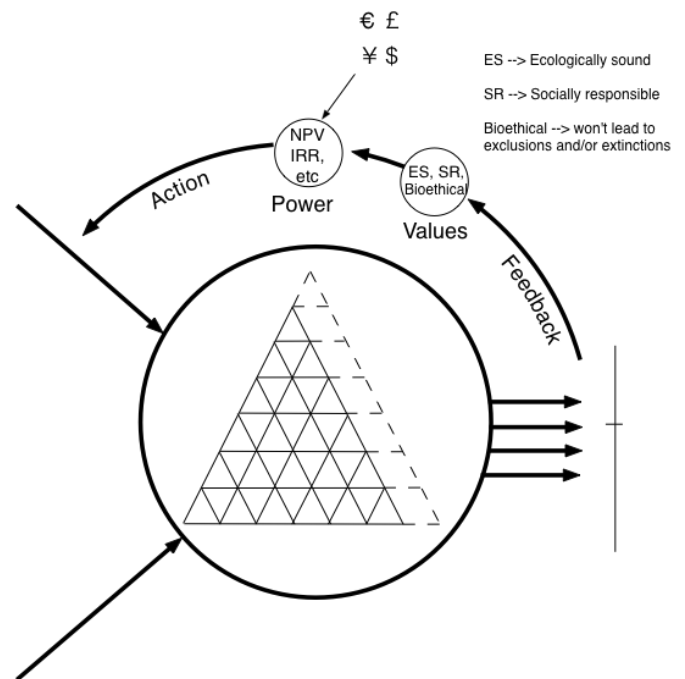 € £
¥ $
ES --> Ecologically sound
SR --> Socially responsible
Bioethical --> won't lead to
exclusions and/or extinctions
NPV
IRR,
etc
Power
ES, SR,
Bioethical
Values
Action
Feedback